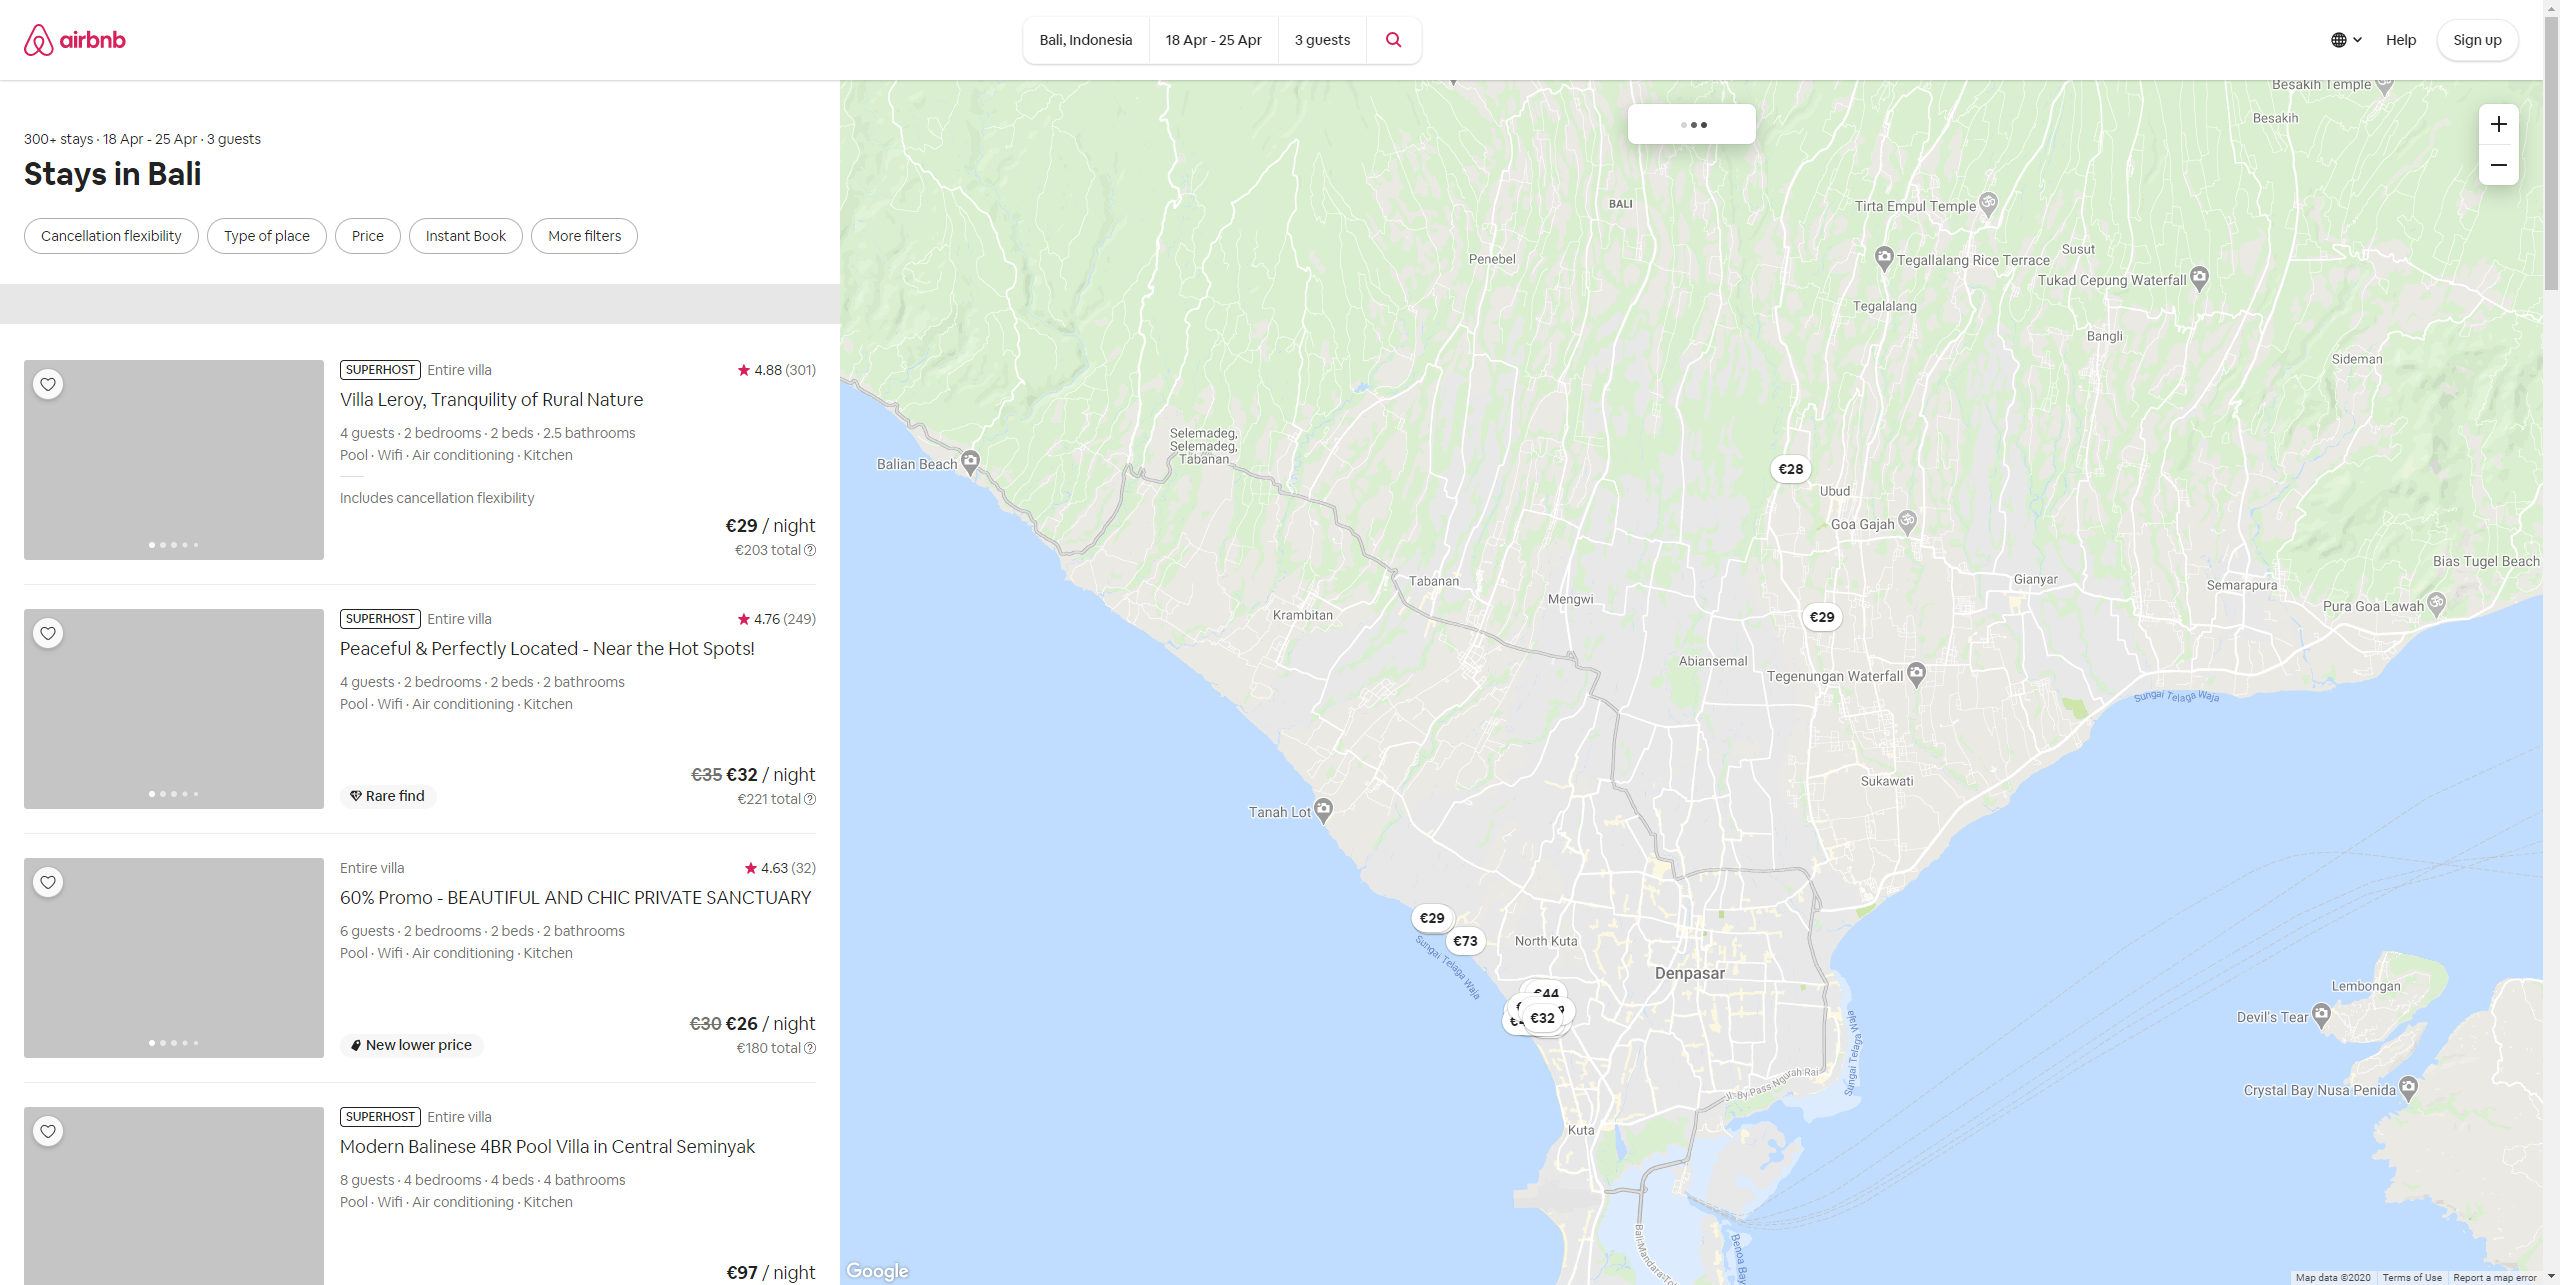 airbnb
Bali, Indonesia
18 Apr - 25 Apr
3 guests
Help
Sign up
300+ stays · 18 Apr - 25 Apr · 3 guests
Stays in Bali
Cancellation flexibility
Type of place
Price
Instant Book
More filters
SUPERHOST Entire villa
4.88 (301)
Villa Leroy, Tranquility of Rural Nature
4 guests · 2 bedrooms · 2 beds · 2.5 bathrooms
Pool · Wifi · Air conditioning · Kitchen
Includes cancellation flexibility
€29 / night
€203 total
SUPERHOST Entire villa
4.76 (249)
Peaceful & Perfectly Located - Near the Hot Spots!
4 guests · 2 bedrooms · 2 beds · 2 bathrooms
Pool · Wifi · Air conditioning · Kitchen
€35 €32 / night
Rare find
€221 total
Entire villa
4.63 (32)
60% Promo - BEAUTIFUL AND CHIC PRIVATE SANCTUARY
6 guests · 2 bedrooms · 2 beds · 2 bathrooms
Pool · Wifi · Air conditioning · Kitchen
€30 €26 / night
New lower price
€180 total
SUPERHOST Entire villa
Modern Balinese 4BR Pool Villa in Central Seminyak
8 guests · 4 bedrooms · 4 beds · 4 bathrooms
Pool · Wifi · Air conditioning · Kitchen
€97 / night
Besakih Temple
Besakih
BALI
Tirta Empul Temple
Penebel
Tegallalang Rice Terrace
Susut
Tukad Cepung Waterfall
Tegalalang
Bangli
Sideman
Selemadeg,
Selemadeg,
Tabanan
Balian Beach
€28
Ubud
Goa Gajah
Bias Tugel Beach
Tabanan
Gianyar
Semarapura
Mengwi
Krambitan
Pura Goa Lawah
€29
Abiansemal
Tegenungan Waterfall
Sungai Telaga Waja
Sukawati
Tanah Lot
€29
€73
North Kuta
Sungai Telaga Waja
Denpasar
€44
€32
Lembongan
Devil's Tear
Sungai Telaga Waja
Jl. By Pass Ngurah Rai
Crystal Bay Nusa Penida
Kuta
Benoa Bay
Google
Map data ©2020
Terms of Use
Report a map error